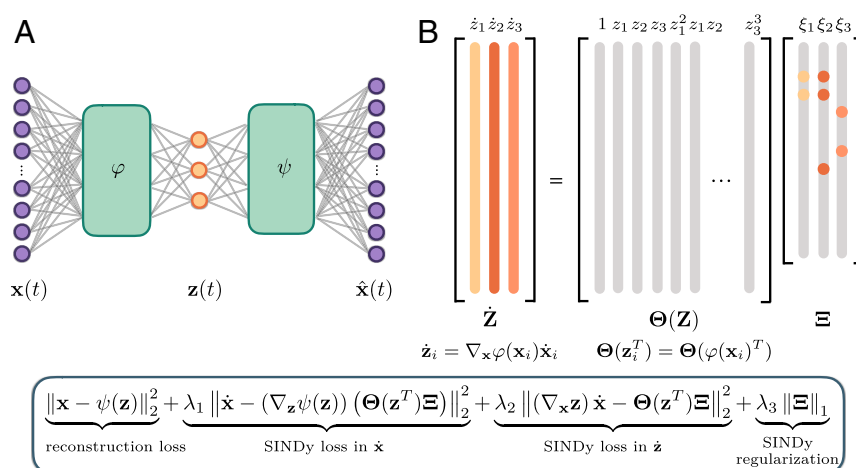 A
B
ż₁ ż₂ ż₃
1 z₁ z₂ z₃ z₁² z₁z₂ z₃³
ξ₁ ξ₂ ξ₃
φ
ψ
⋮ ⋮
= ⋯
x(t) z(t) x̂(t)
Ż Θ(Z) Ξ
żᵢ = ∇ₓφ(xᵢ)ẋᵢ Θ(zᵢᵀ) = Θ(φ(xᵢ)ᵀ)
‖x − ψ(z)‖₂² + λ₁ ‖ẋ − (∇_z ψ(z)) (Θ(zᵀ)Ξ)‖₂² + λ₂ ‖(∇ₓz) ẋ − Θ(zᵀ)Ξ‖₂² + λ₃ ‖Ξ‖₁
reconstruction loss SINDy loss in ẋ SINDy loss in ż SINDy
regularization